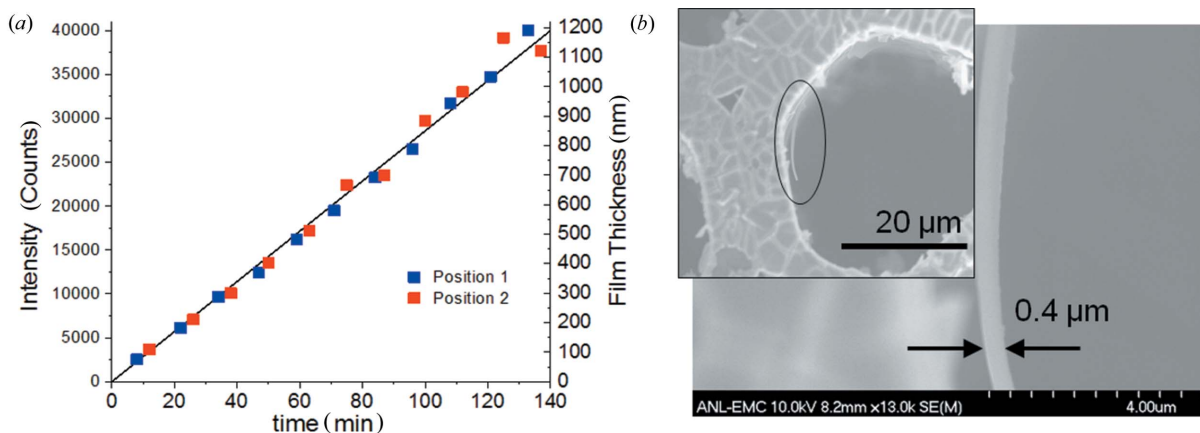 (a)
40000
35000
30000
25000
20000
15000
10000
5000
0
Intensity (Counts)
1200
1100
1000
900
800
700
600
500
400
300
200
100
0
Film Thickness (nm)
Position 1
Position 2
0 20 40 60 80 100 120 140
time (min)
(b)
20 µm
0.4 µm
ANL-EMC 10.0kV 8.2mm x13.0k SE(M) 4.00um